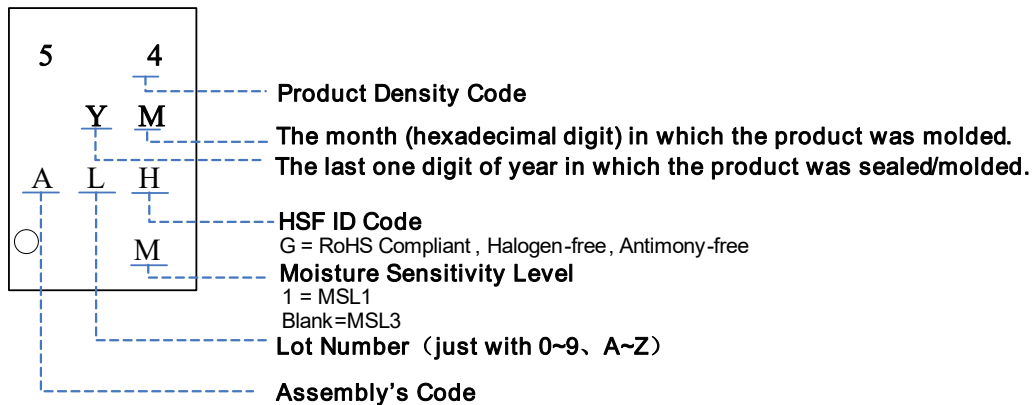 5 4
Product Density Code
Y M
The month (hexadecimal digit) in which the product was molded.
The last one digit of year in which the product was sealed/molded.
A L H
HSF ID Code
G = RoHS Compliant , Halogen-free, Antimony-free
M
Moisture Sensitivity Level
1 = MSL1
Blank=MSL3
Lot Number（just with 0~9、A~Z）
Assembly's Code